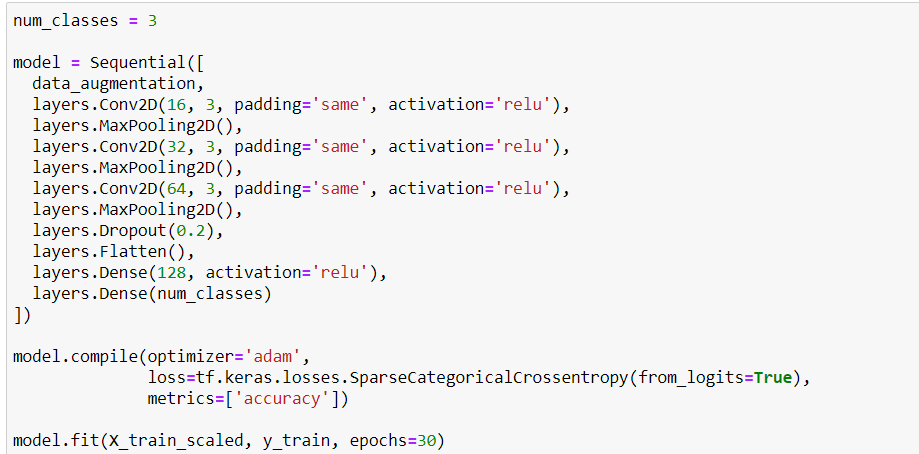 num_classes = 3
model = Sequential([
  data_augmentation,
  layers.Conv2D(16, 3, padding='same', activation='relu'),
  layers.MaxPooling2D(),
  layers.Conv2D(32, 3, padding='same', activation='relu'),
  layers.MaxPooling2D(),
  layers.Conv2D(64, 3, padding='same', activation='relu'),
  layers.MaxPooling2D(),
  layers.Dropout(0.2),
  layers.Flatten(),
  layers.Dense(128, activation='relu'),
  layers.Dense(num_classes)
])
model.compile(optimizer='adam',
              loss=tf.keras.losses.SparseCategoricalCrossentropy(from_logits=True),
              metrics=['accuracy'])
model.fit(X_train_scaled, y_train, epochs=30)